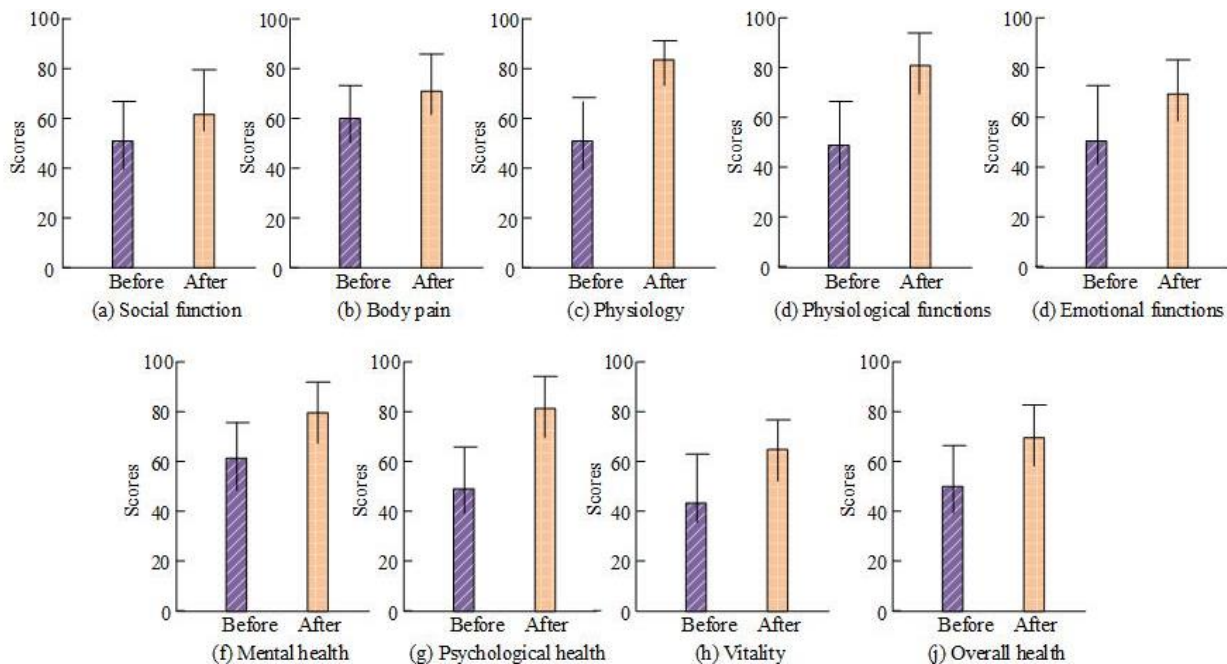 100
80
60
40
20
0
Scores
Before After
(a) Social function
100
80
60
40
20
0
Scores
Before After
(b) Body pain
100
80
60
40
20
0
Scores
Before After
(c) Physiology
100
80
60
40
20
0
Scores
Before After
(d) Physiological functions
100
80
60
40
20
0
Scores
Before After
(d) Emotional functions
100
80
60
40
20
0
Scores
Before After
(f) Mental health
100
80
60
40
20
0
Scores
Before After
(g) Psychological health
100
80
60
40
20
0
Scores
Before After
(h) Vitality
100
80
60
40
20
0
Scores
Before After
(j) Overall health